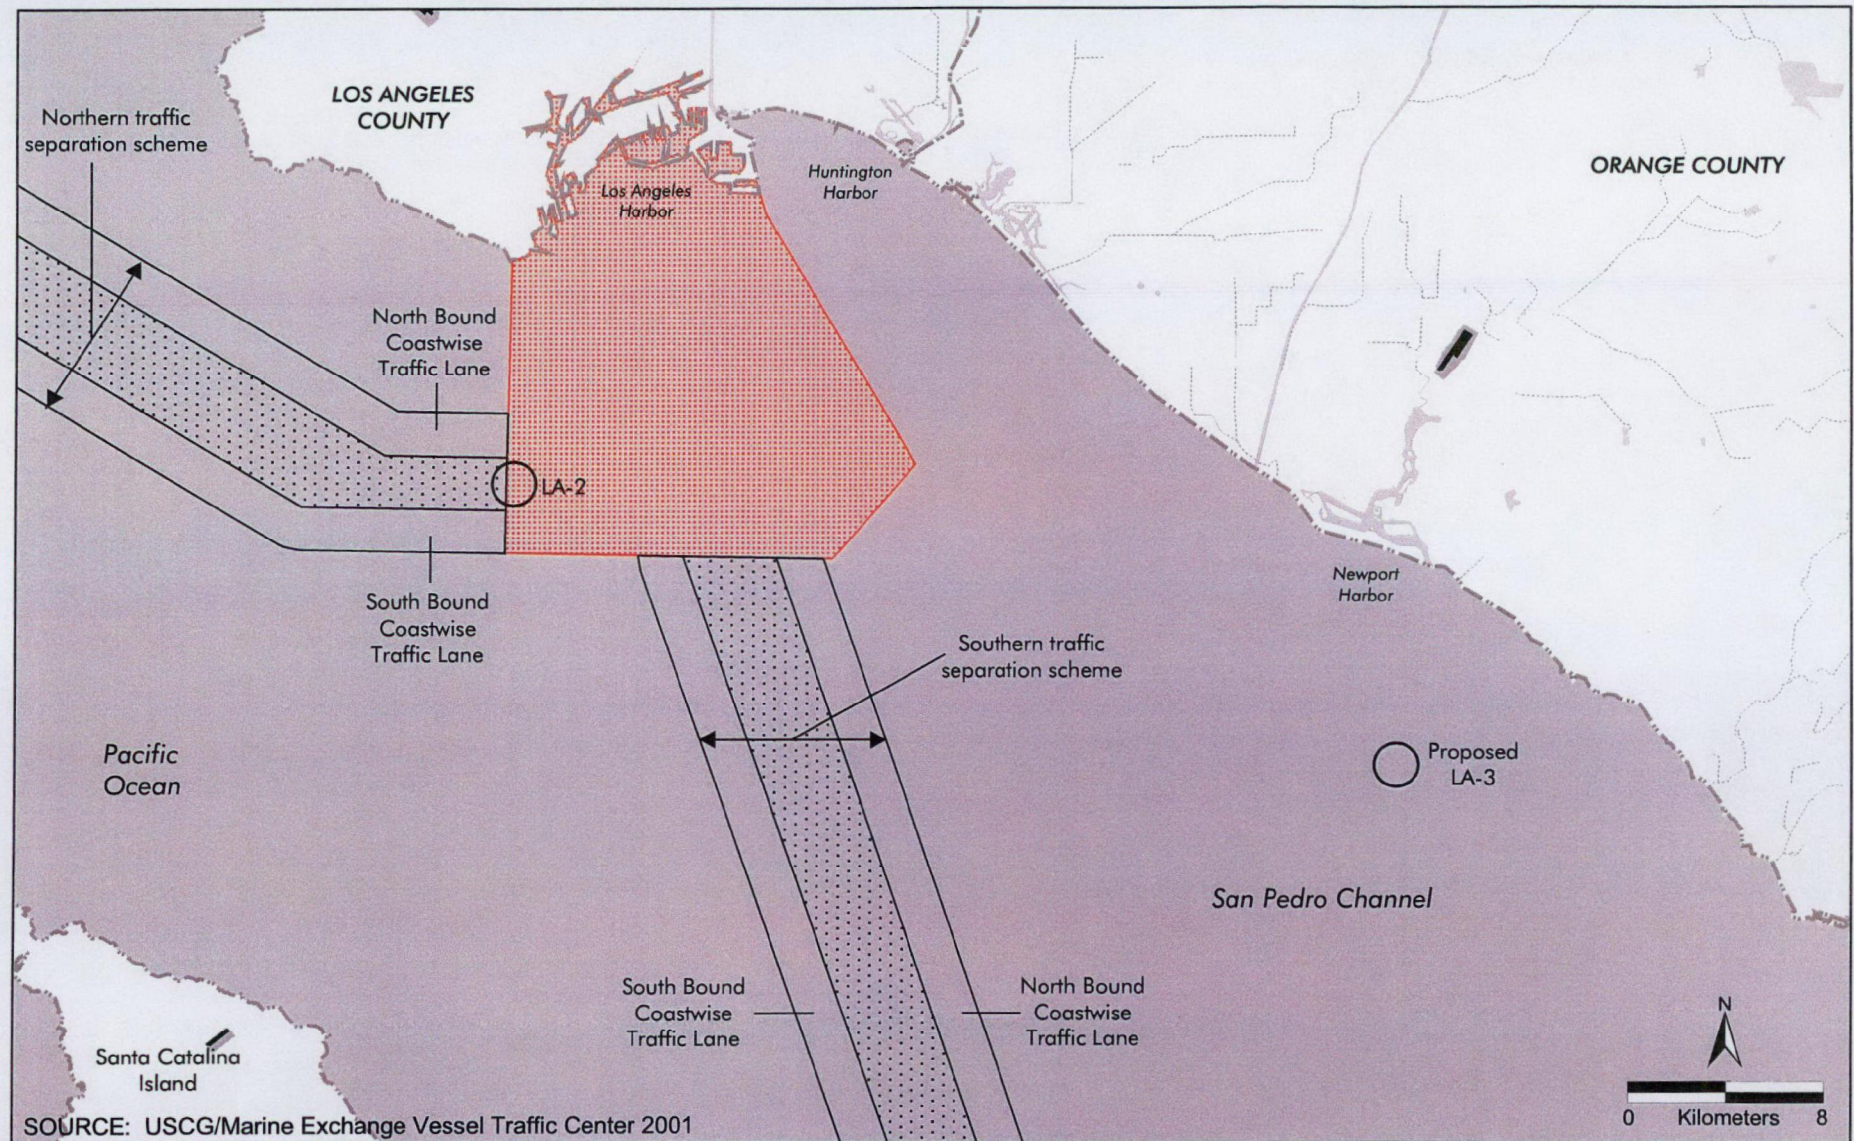 LOS ANGELES
COUNTY
Northern traffic
separation scheme
ORANGE COUNTY
Huntington
Harbor
Los Angeles
Harbor
North Bound
Coastwise
Traffic Lane
LA-2
South Bound
Coastwise
Traffic Lane
Newport
Harbor
Southern traffic
separation scheme
Pacific
Ocean
Proposed
LA-3
San Pedro Channel
South Bound
Coastwise
Traffic Lane
North Bound
Coastwise
Traffic Lane
N
Santa Catalina
Island
0 Kilometers 8
SOURCE: USCG/Marine Exchange Vessel Traffic Center 2001